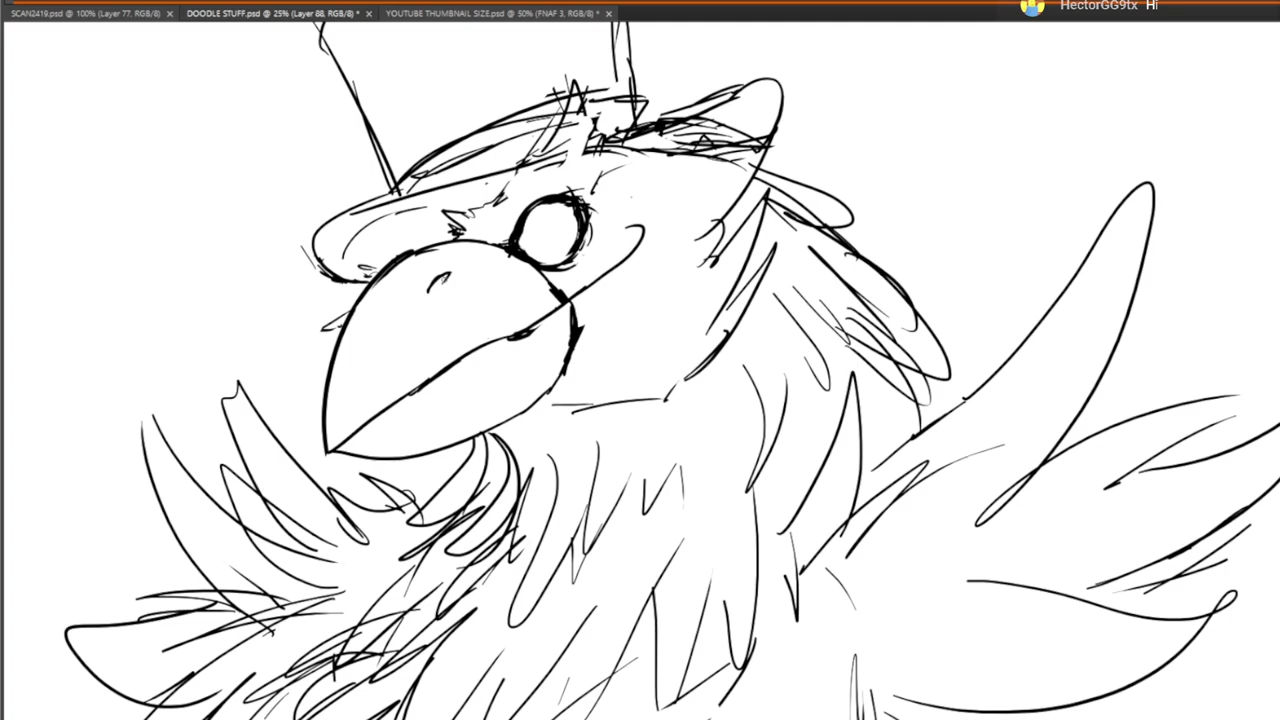 SCAN2419.psd @ 100% (Layer 77, RGB/8)
DOODLE STUFF.psd @ 25% (Layer 88, RGB/8) *
YOUTUBE THUMBNAIL SIZE.psd @ 50% (FNAF 3, RGB/8) *
HectorGG9tx Hi